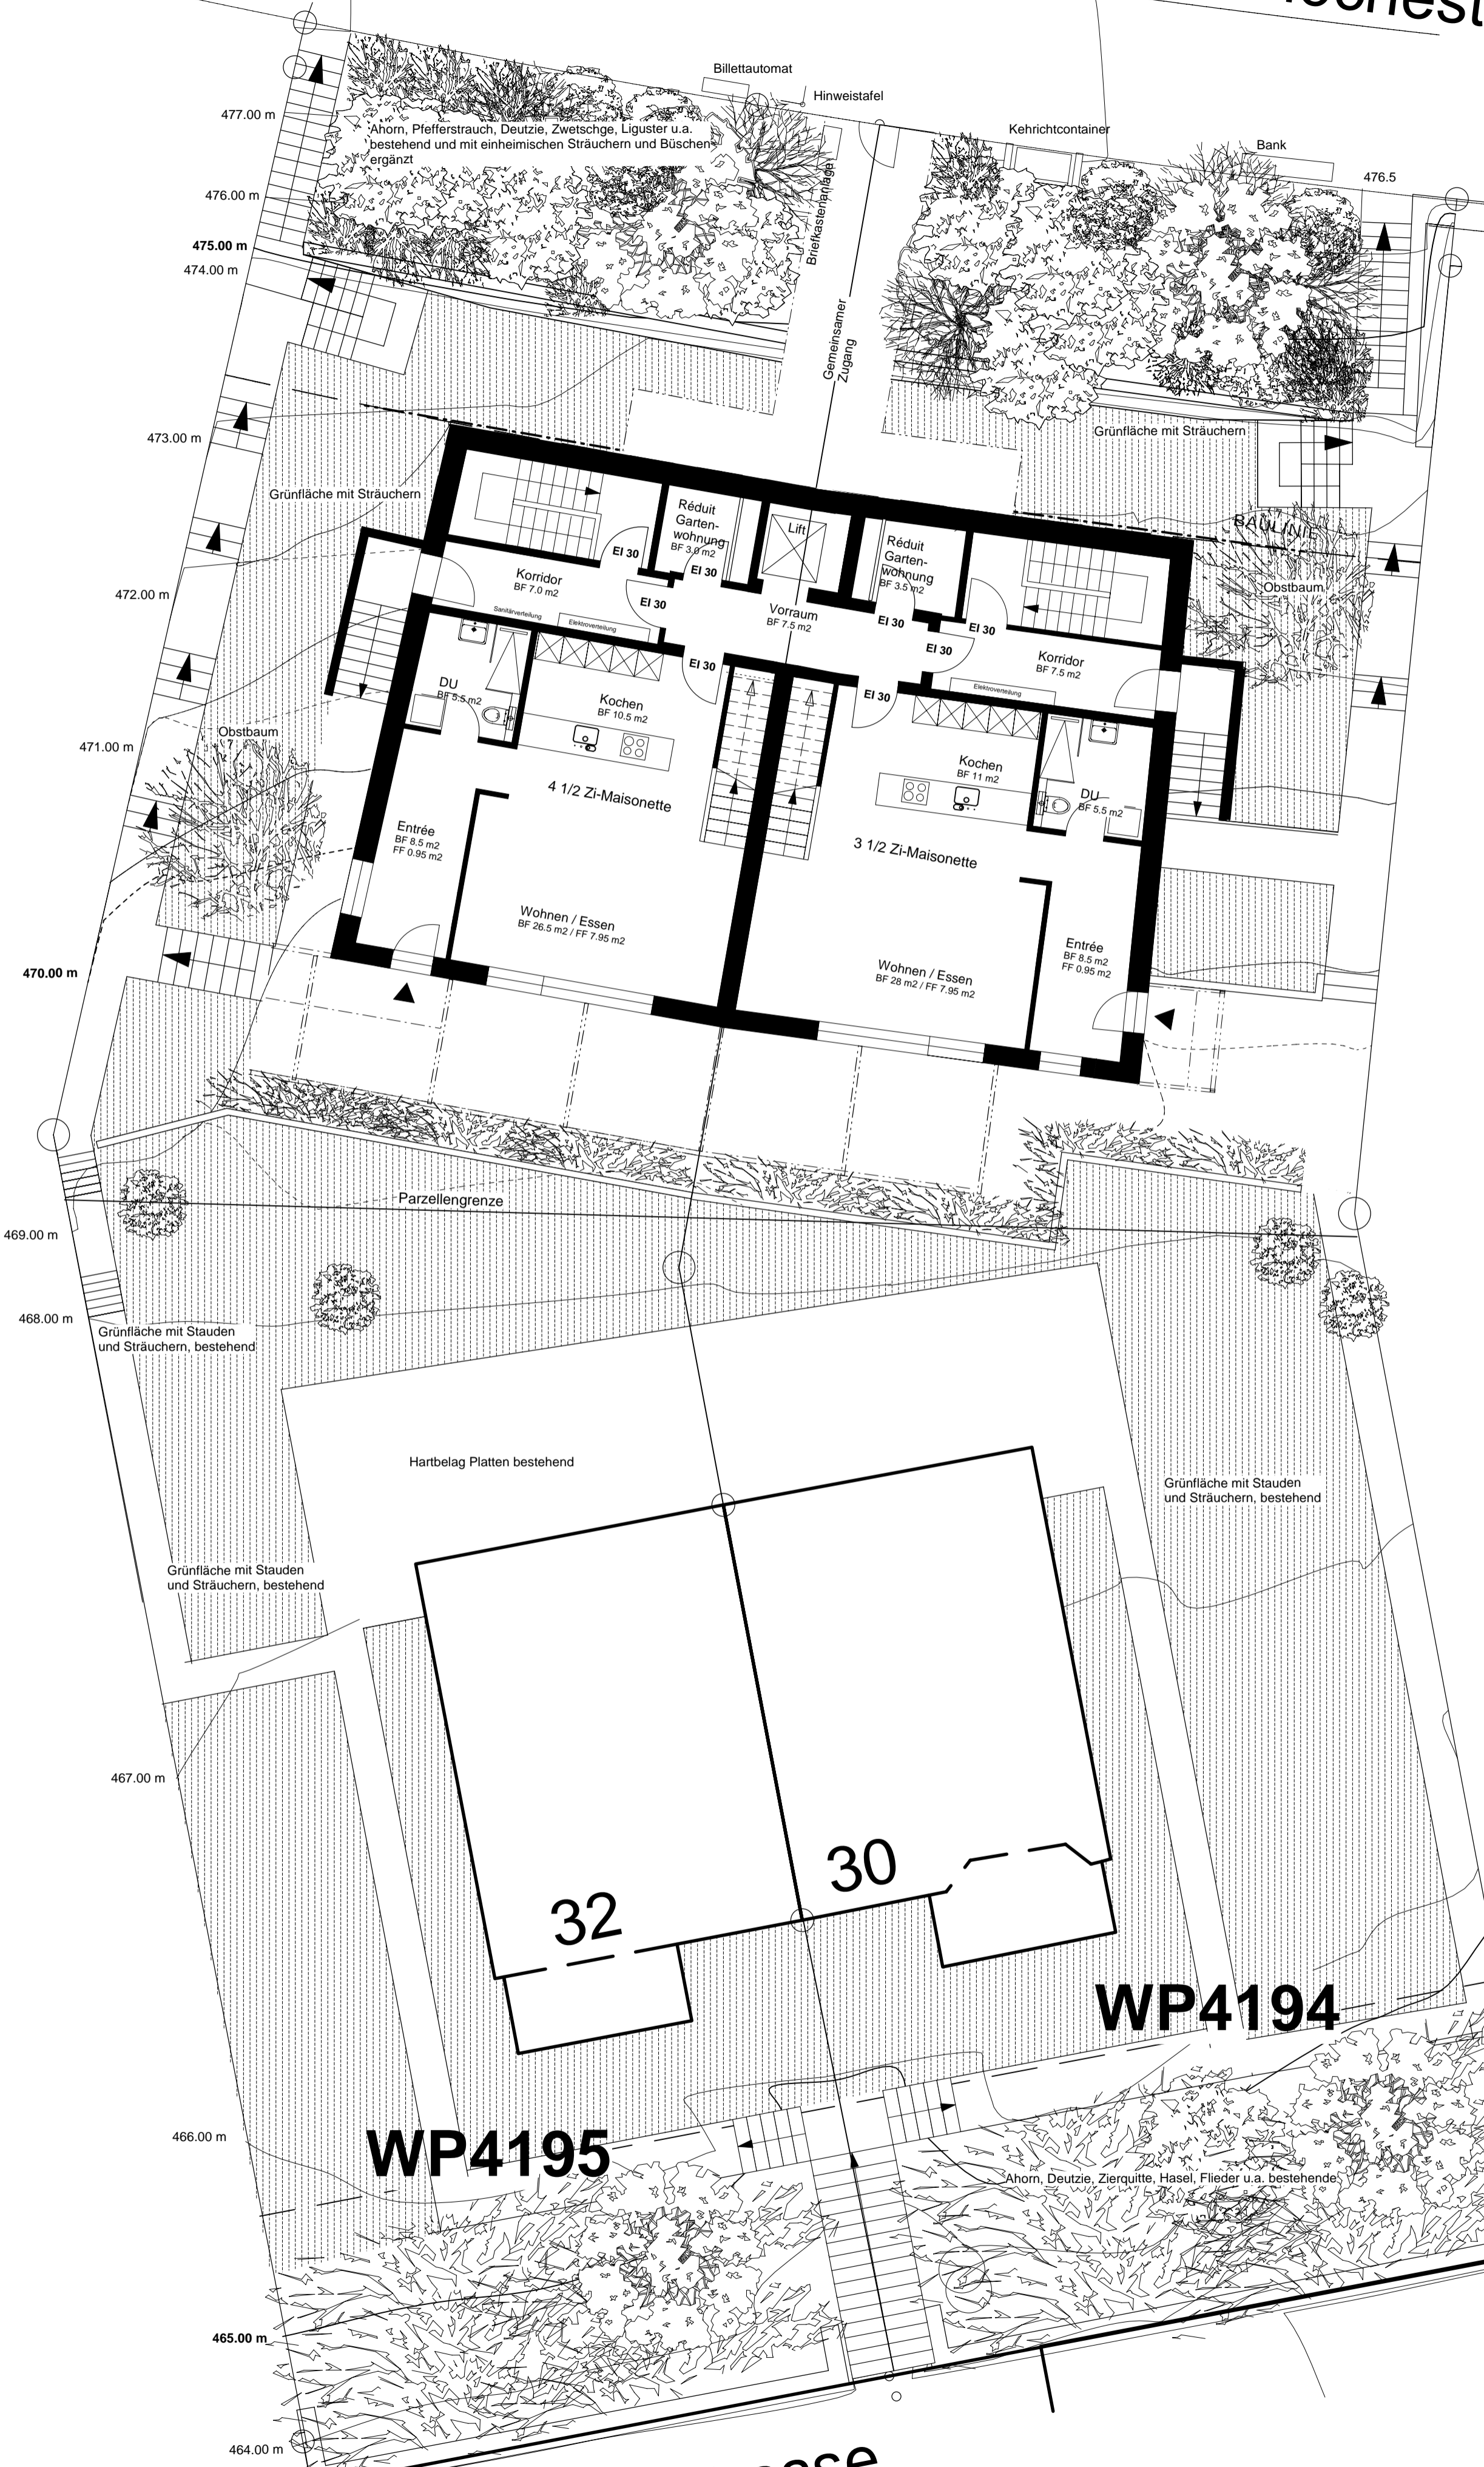 Billettautomat
Hinweistafel
477.00 m
Ahorn, Pfefferstrauch, Deutzie, Zwetschge, Liguster u.a.
bestehend und mit einheimischen Sträuchern und Büschen
ergänzt
Kehrichtcontainer
Bank
476.5
476.00 m
Briefkastenanlage
475.00 m
474.00 m
Gemeinsamer
Zugang
473.00 m
Grünfläche mit Sträuchern
Grünfläche mit Sträuchern
BAULINIE
Réduit
Garten-
wohnung
BF 3.0 m2
Lift
Réduit
Garten-
wohnung
BF 3.5 m2
EI 30
EI 30
Korridor
BF 7.0 m2
EI 30
Obstbaum
472.00 m
Sanitärverteilung
Elektroverteilung
Vorraum
BF 7.5 m2
EI 30
EI 30
EI 30
Korridor
BF 7.5 m2
EI 30
EI 30
Elektroverteilung
DU
BF 5.5 m2
Kochen
BF 10.5 m2
Obstbaum
471.00 m
Kochen
BF 11 m2
DU
BF 5.5 m2
4 1/2 Zi-Maisonette
Entrée
BF 8.5 m2
FF 0.95 m2
3 1/2 Zi-Maisonette
Wohnen / Essen
BF 26.5 m2 / FF 7.95 m2
Entrée
BF 8.5 m2
FF 0.95 m2
470.00 m
Wohnen / Essen
BF 28 m2 / FF 7.95 m2
Parzellengrenze
469.00 m
468.00 m
Grünfläche mit Stauden
und Sträuchern, bestehend
Hartbelag Platten bestehend
Grünfläche mit Stauden
und Sträuchern, bestehend
Grünfläche mit Stauden
und Sträuchern, bestehend
467.00 m
30
32
WP4194
466.00 m
WP4195
Ahorn, Deutzie, Zierquitte, Hasel, Flieder u.a. bestehende
465.00 m
464.00 m